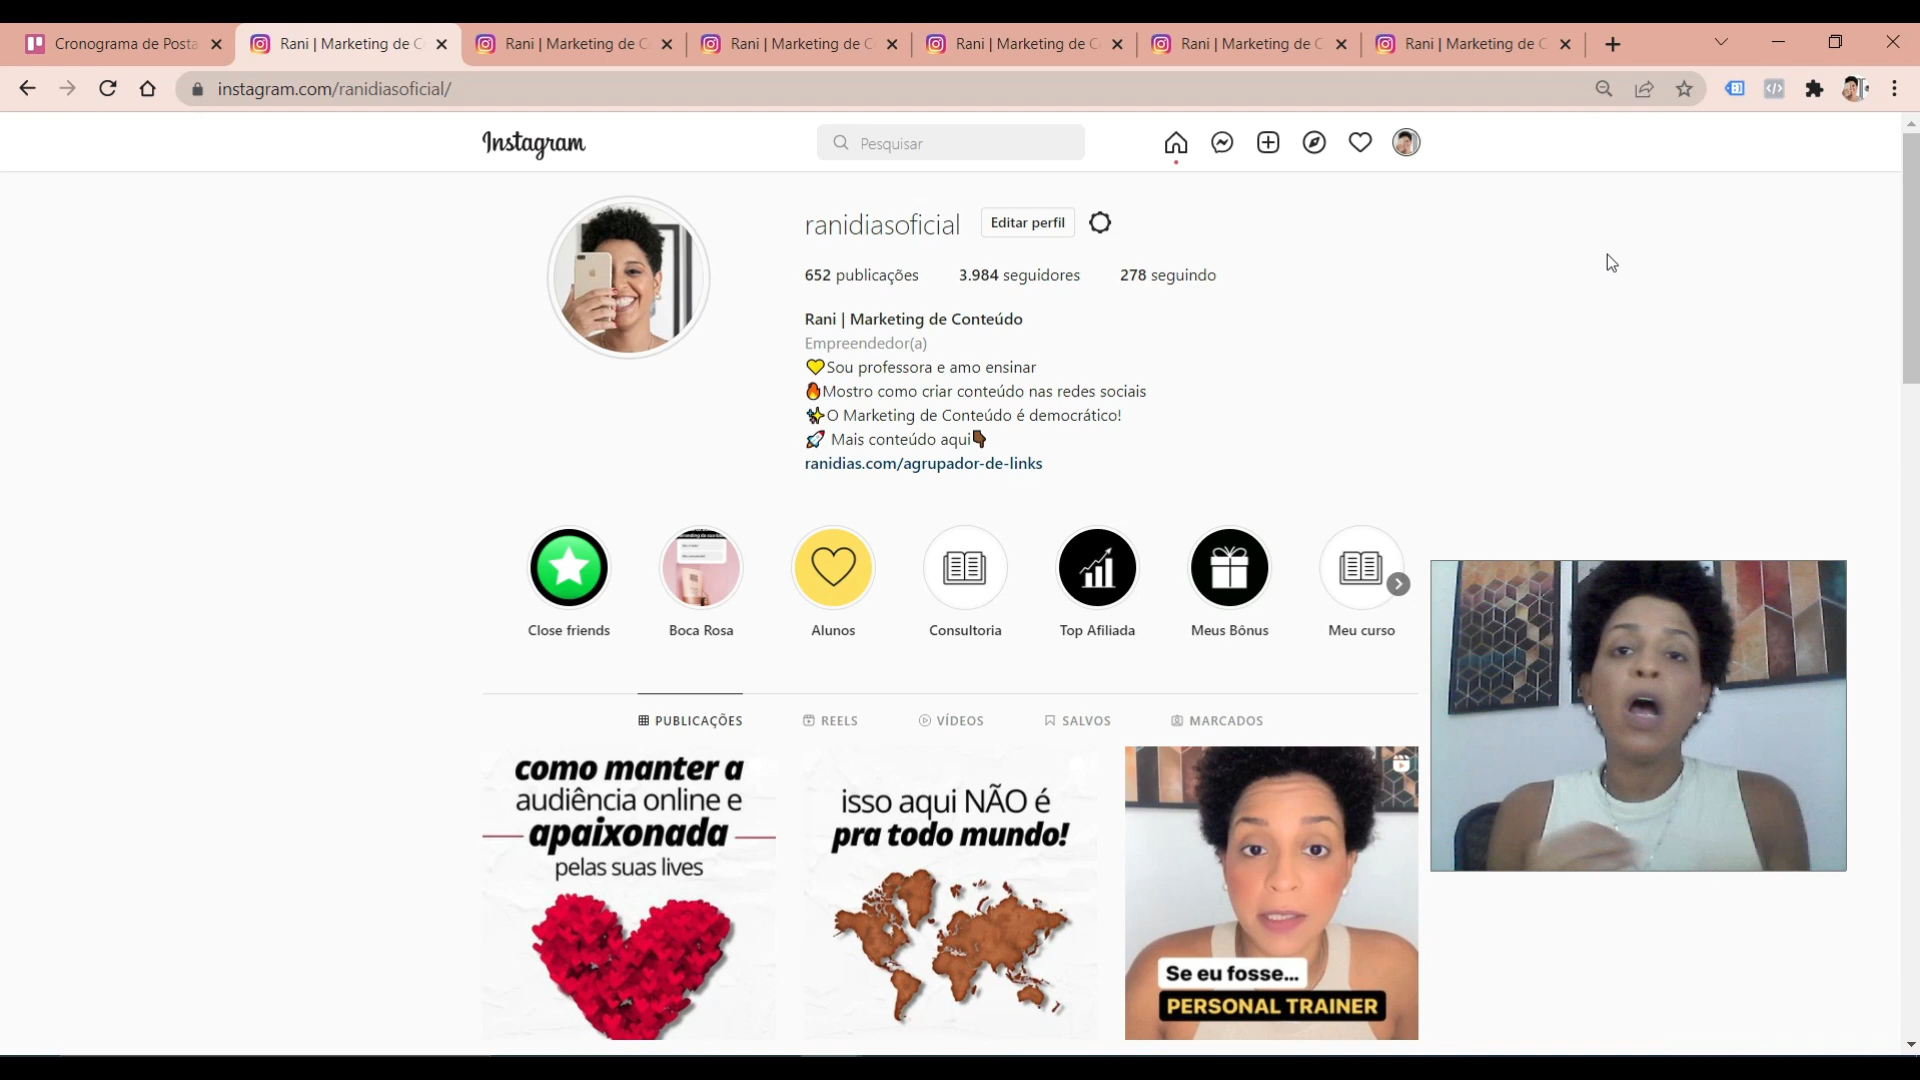 Cronograma de Posta
Rani | Marketing de C
Rani | Marketing de C
Rani | Marketing de C
Rani | Marketing de C
Rani | Marketing de C
Rani | Marketing de C
instagram.com/ranidiasoficial/
Instagram
Pesquisar
ranidiasoficial
Editar perfil
652 publicações 3.984 seguidores 278 seguindo
Rani | Marketing de Conteúdo
Empreendedor(a)
💛Sou professora e amo ensinar
🔥Mostro como criar conteúdo nas redes sociais
✨O Marketing de Conteúdo é democrático!
🚀 Mais conteúdo aqui👇🏾
ranidias.com/agrupador-de-links
Close friends
Boca Rosa
Alunos
Consultoria
Top Afiliada
Meus Bônus
Meu curso
PUBLICAÇÕES
REELS
VÍDEOS
SALVOS
MARCADOS
como manter a
audiência online e
apaixonada
pelas suas lives
isso aqui NÃO é
pra todo mundo!
Se eu fosse...
PERSONAL TRAINER